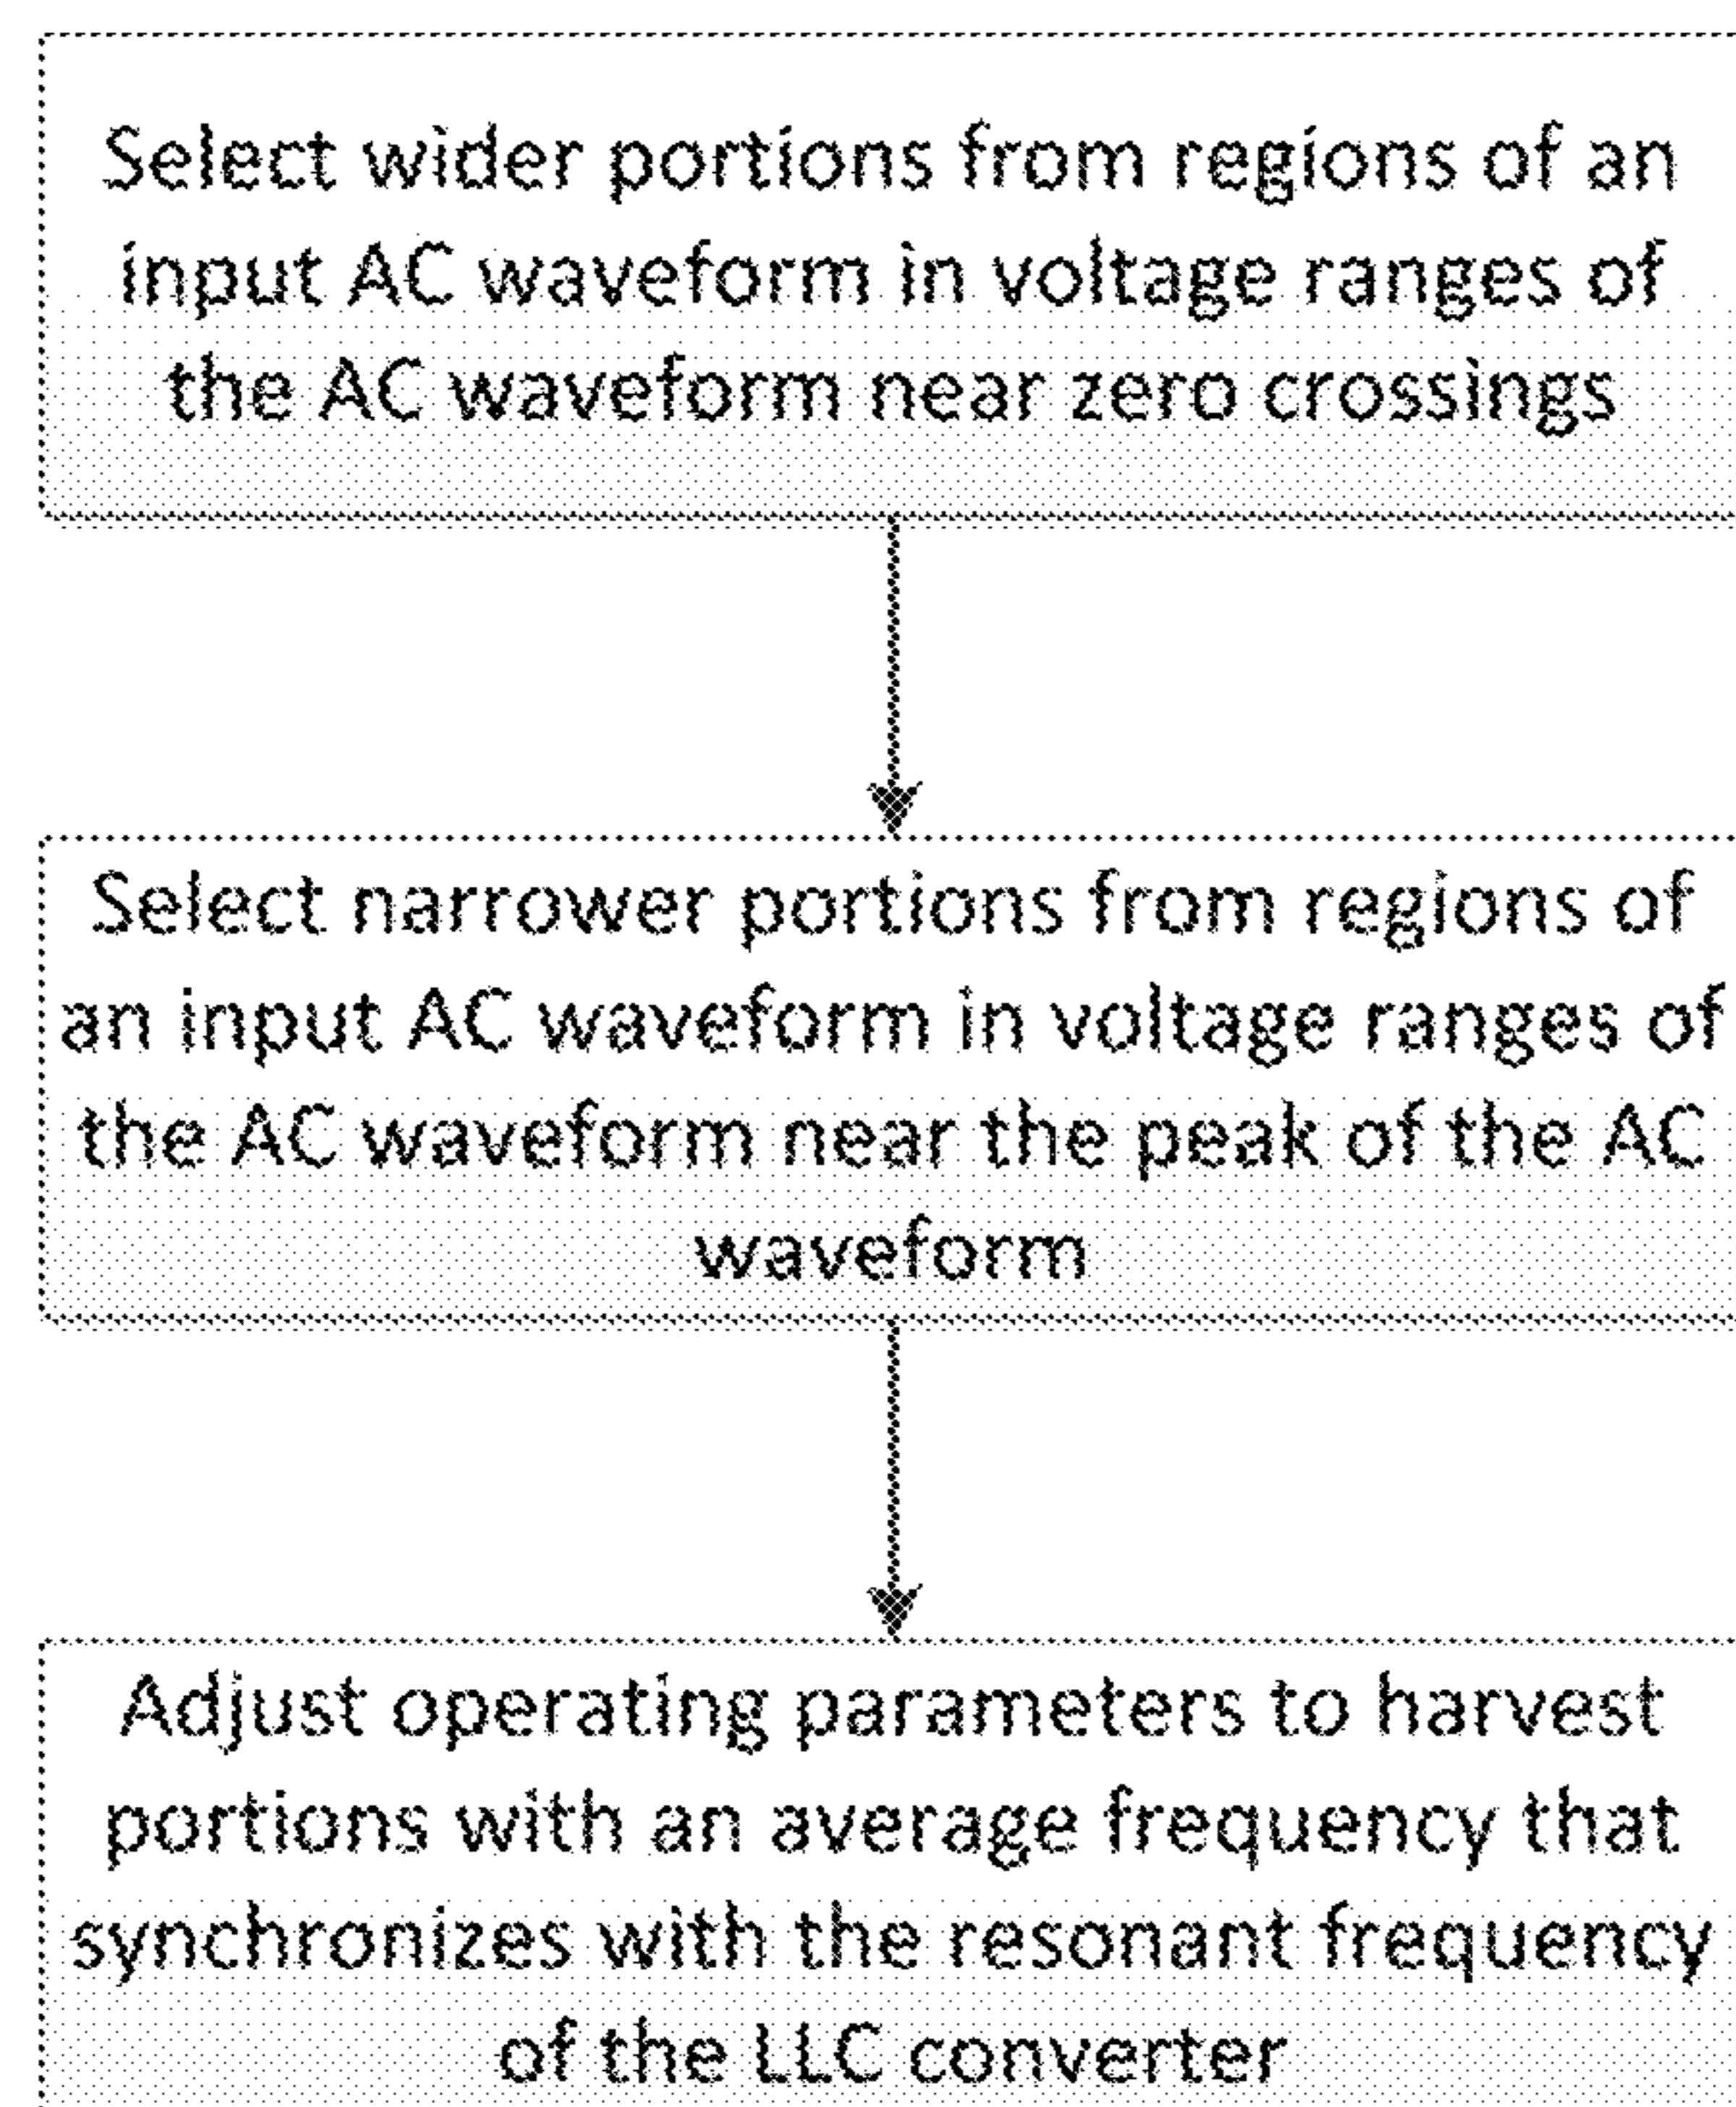 Select wider portions from regions of an
input AC waveform in voltage ranges of
the AC waveform near zero crossings
Select narrower portions from regions of
an input AC waveform in voltage ranges of
the AC waveform near the peak of the AC
waveform
Adjust operating parameters to harvest
portions with an average frequency that
synchronizes with the resonant frequency
of the LLC converter